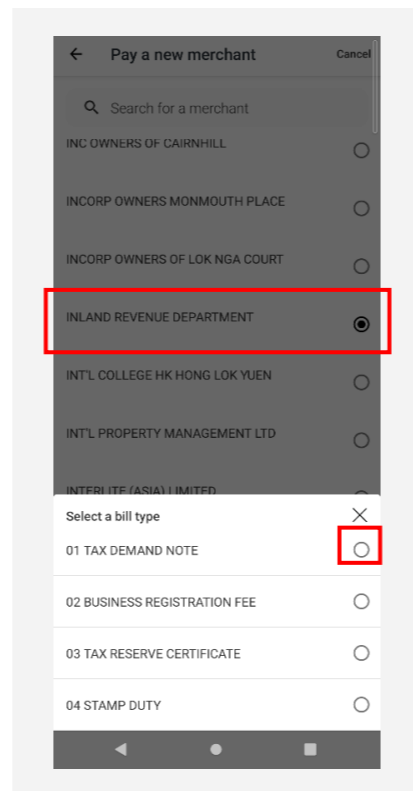 Pay a new merchant
Cancel
Search for a merchant
INC OWNERS OF CAIRNHILL
INCORP OWNERS MONMOUTH PLACE
INCORP OWNERS OF LOK NGA COURT
INLAND REVENUE DEPARTMENT
INT'L COLLEGE HK HONG LOK YUEN
INT'L PROPERTY MANAGEMENT LTD
INTERLITE (ASIA) LIMITED
Select a bill type
01 TAX DEMAND NOTE
02 BUSINESS REGISTRATION FEE
03 TAX RESERVE CERTIFICATE
04 STAMP DUTY